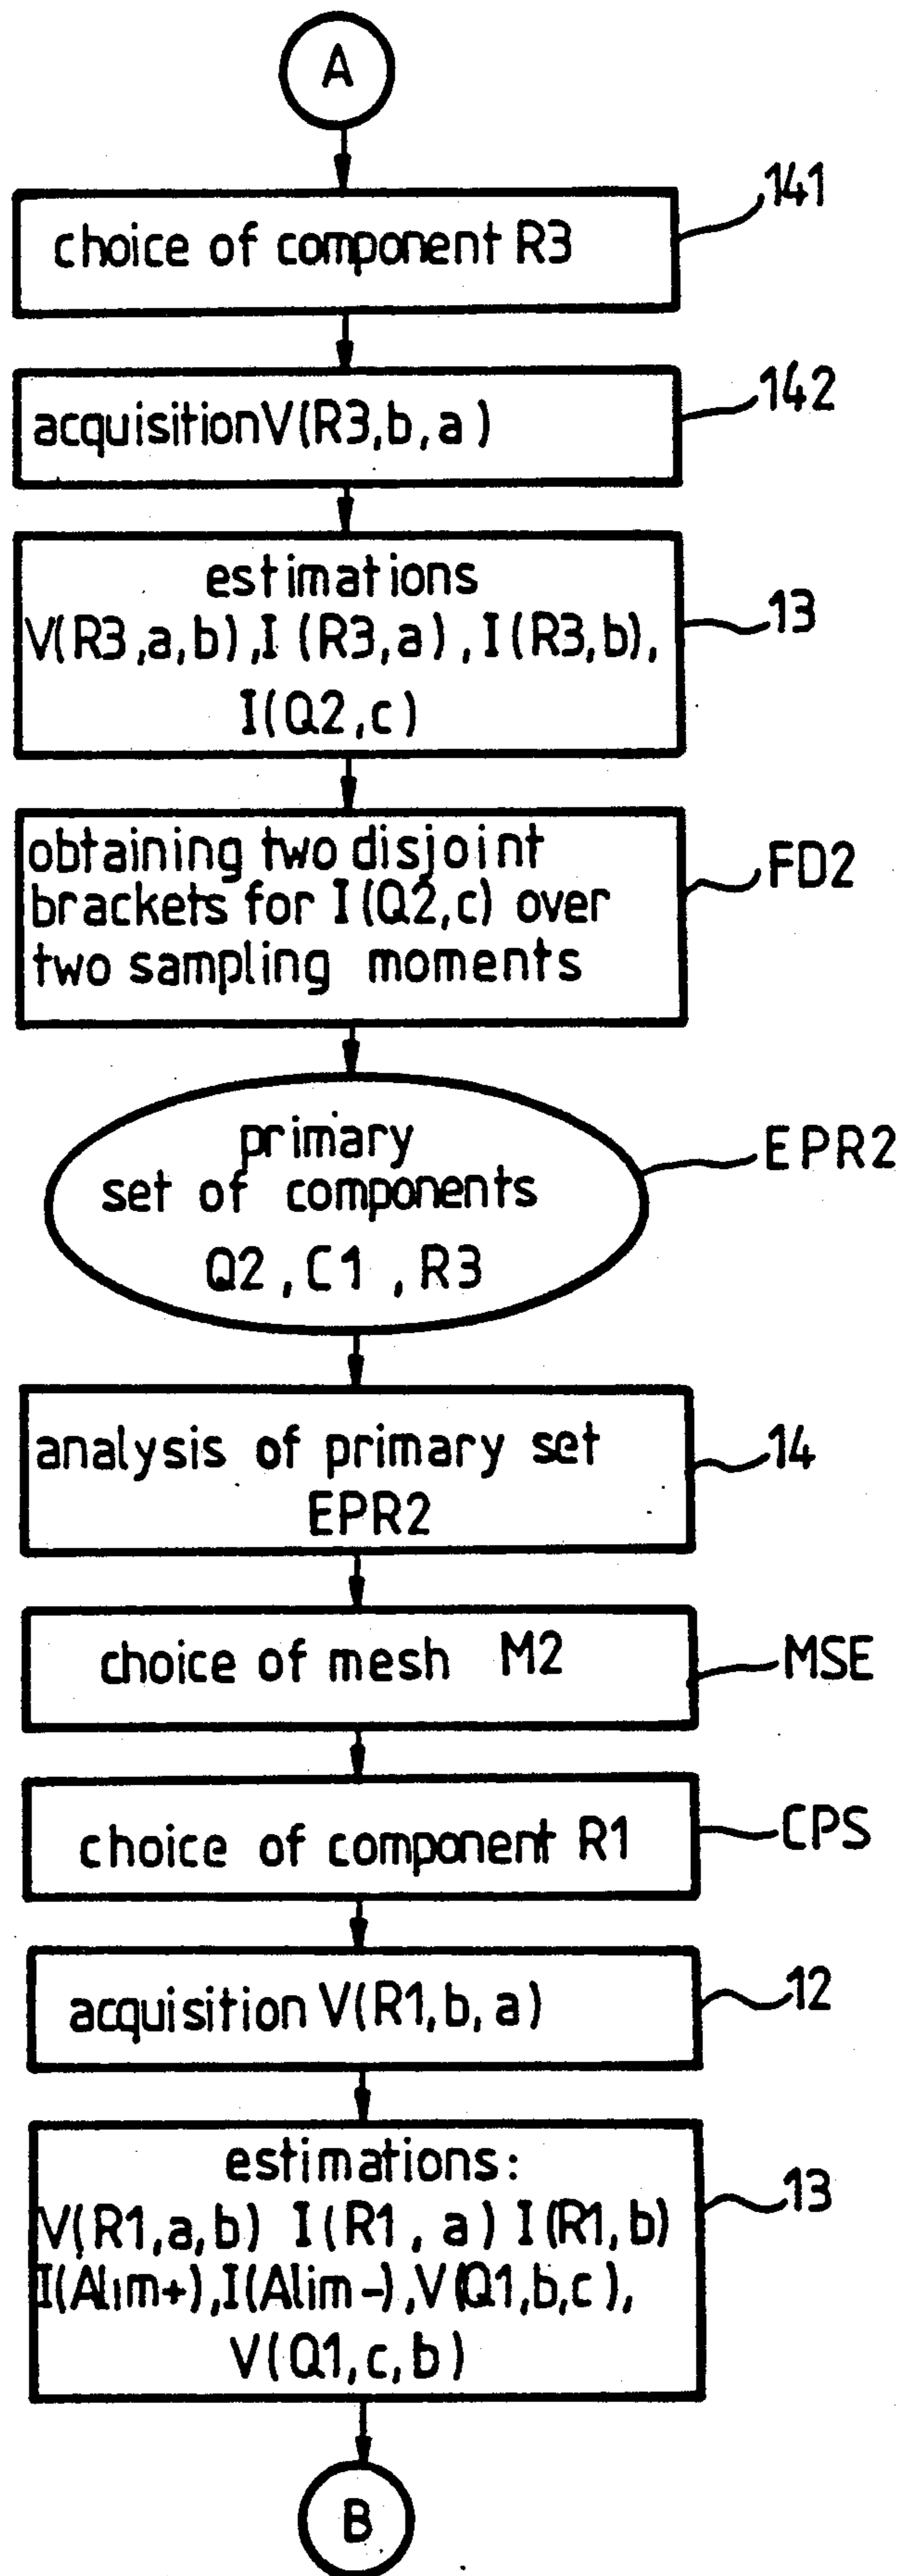 A
141
choice of component R3
142
acquisition V(R3,b,a)
estimations
13
V(R3,a,b),I(R3,a),I(R3,b),
I(Q2,c)
obtaining two disjoint
FD2
brackets for I(Q2,c) over
two sampling moments
primary
EPR2
set of components
Q2, C1, R3
analysis of primary set
14
EPR2
choice of mesh M2
MSE
choice of component R1
CPS
acquisition V(R1,b,a)
12
estimations:
13
V(R1,a,b) I(R1,a) I(R1,b)
I(Alim+),I(Alim-),V(Q1,b,c),
V(Q1,c,b)
B